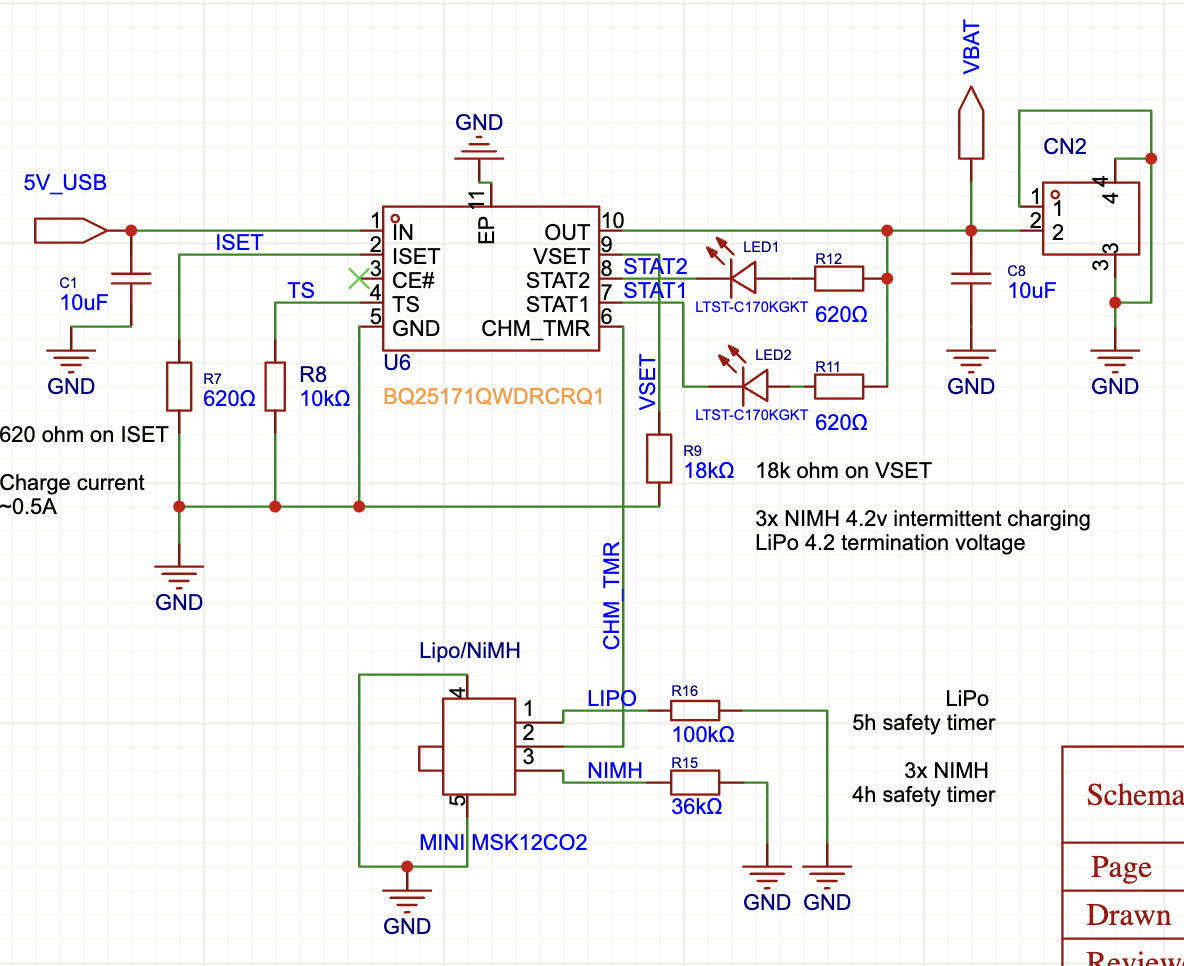 VBAT
GND
CN2
5V_USB
11
EP
4
4
1
IN
10
OUT
1
1
ISET
2
ISET
9
VSET
2
2
3
CE#
8
STAT2
STAT2
LED1
R12
3
3
C1
10uF
TS
4
TS
7
STAT1
STAT1
LTST-C170KGKT
620Ω
C8
10uF
5
GND
6
CHM_TMR
GND
U6
BQ25171QWDRCRQ1
VSET
LED2
R11
GND
GND
R7
620Ω
R8
10kΩ
LTST-C170KGKT
620Ω
620 ohm on ISET
R9
18kΩ
18k ohm on VSET
Charge current
~0.5A
3x NIMH 4.2v intermittent charging
LiPo 4.2 termination voltage
GND
CHM_TMR
Lipo/NiMH
4
1
2
3
5
LIPO
R16
100kΩ
LiPo
5h safety timer
NIMH
R15
36kΩ
3x NIMH
4h safety timer
MINI MSK12CO2
GND
GND
GND
Schema
Page
Drawn
Review